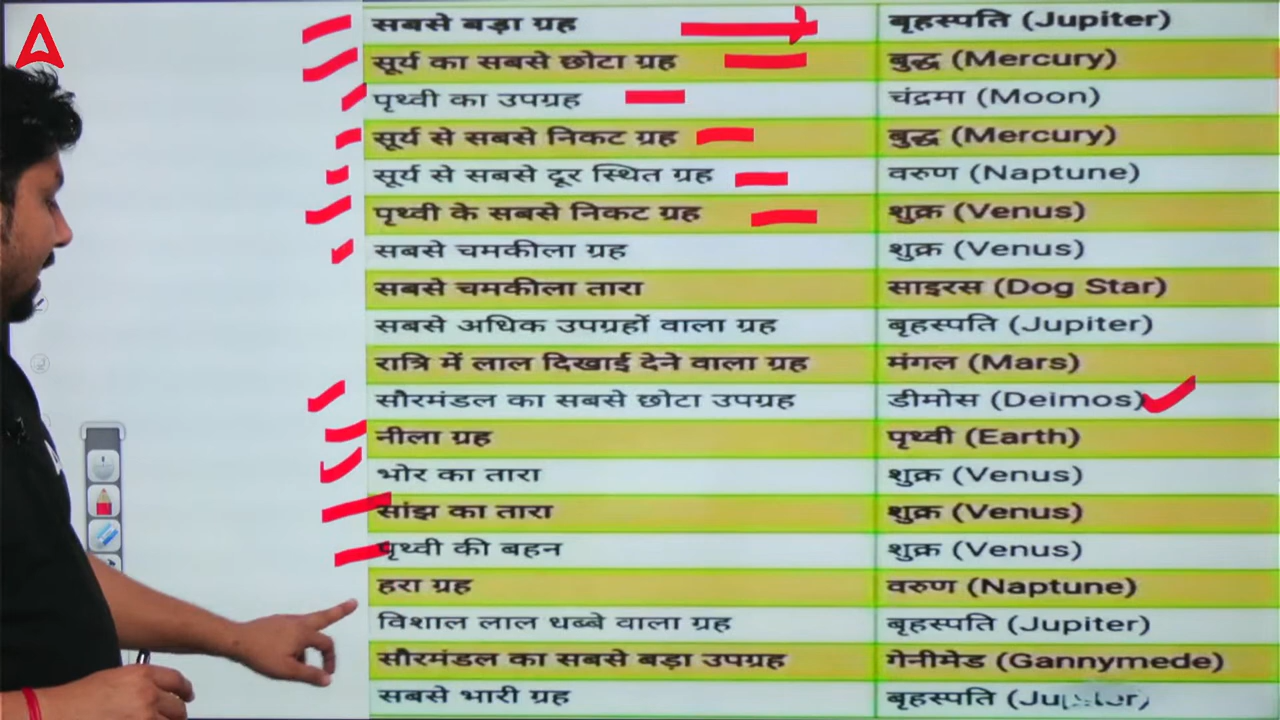 सबसे बड़ा ग्रह बृहस्पति (Jupiter)
सूर्य का सबसे छोटा ग्रह बुद्ध (Mercury)
पृथ्वी का उपग्रह चंद्रमा (Moon)
सूर्य से सबसे निकट ग्रह बुद्ध (Mercury)
सूर्य से सबसे दूर स्थित ग्रह वरुण (Naptune)
पृथ्वी के सबसे निकट ग्रह शुक्र (Venus)
सबसे चमकीला ग्रह शुक्र (Venus)
सबसे चमकीला तारा साइरस (Dog Star)
सबसे अधिक उपग्रहों वाला ग्रह बृहस्पति (Jupiter)
रात्रि में लाल दिखाई देने वाला ग्रह मंगल (Mars)
सौरमंडल का सबसे छोटा उपग्रह डीमोस (Deimos)
नीला ग्रह पृथ्वी (Earth)
भोर का तारा शुक्र (Venus)
सांझ का तारा शुक्र (Venus)
पृथ्वी की बहन शुक्र (Venus)
हरा ग्रह वरुण (Naptune)
विशाल लाल धब्बे वाला ग्रह बृहस्पति (Jupiter)
सौरमंडल का सबसे बड़ा उपग्रह गेनीमेड (Gannymede)
सबसे भारी ग्रह बृहस्पति